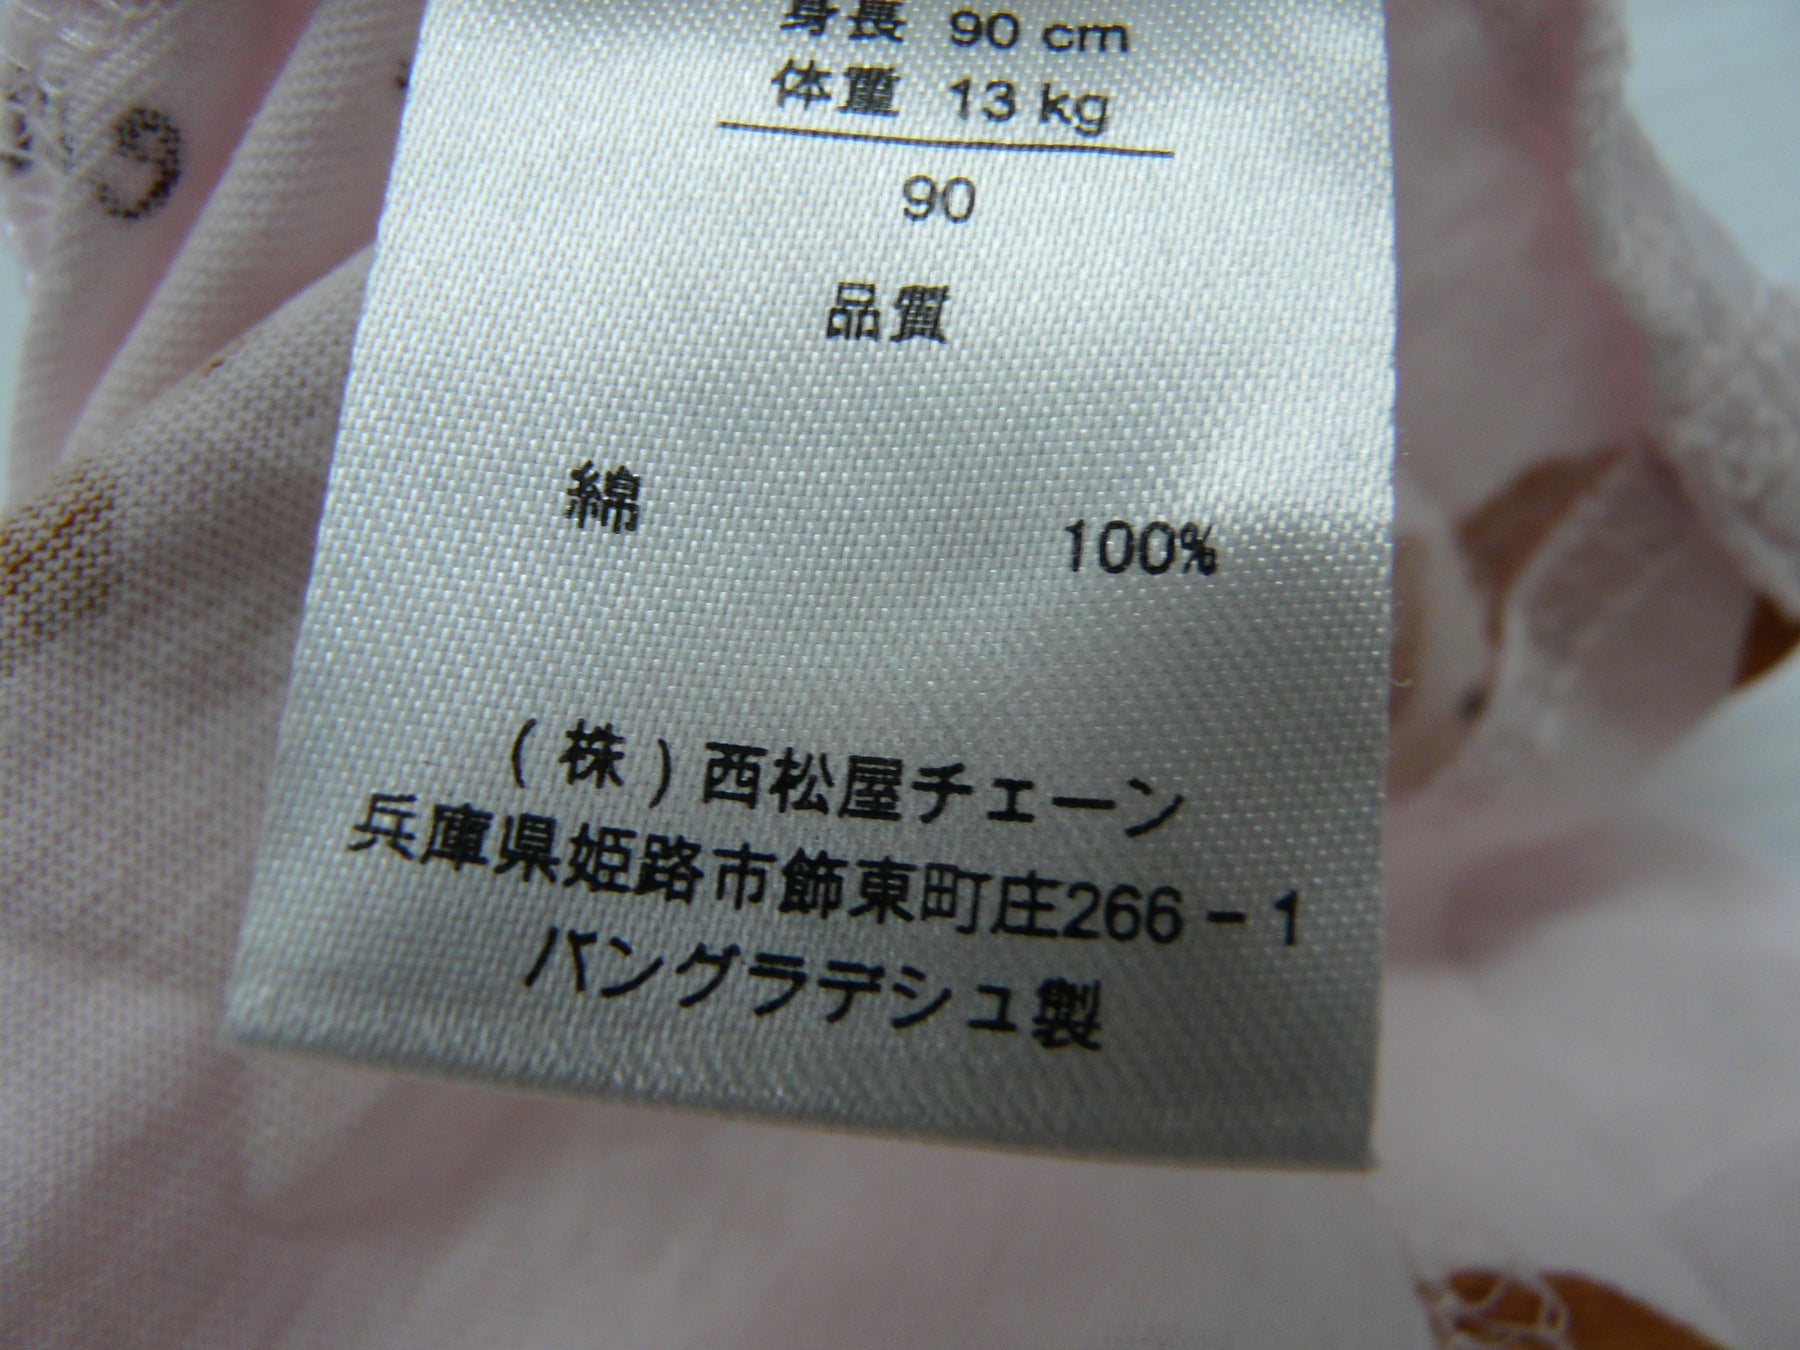 身長 90 cm
体重 13 kg
90
品質
綿 100%
(株)西松屋チェーン
兵庫県姫路市飾東町庄266-1
バングラデシュ製